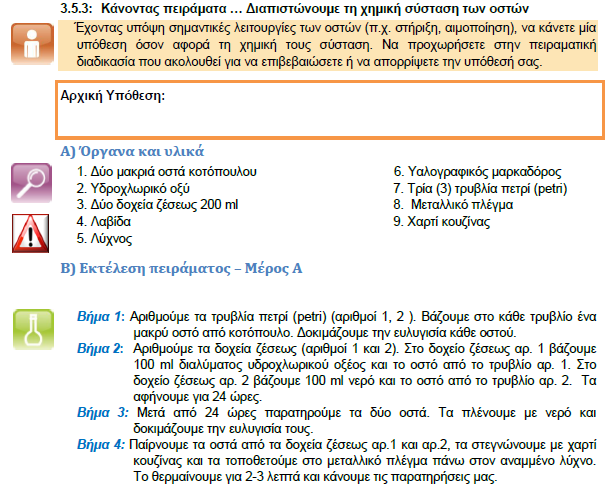 3.5.3: Κάνοντας πειράματα … Διαπιστώνουμε τη χημική σύσταση των οστών
Έχοντας υπόψη σημαντικές λειτουργίες των οστών (π.χ. στήριξη, αιμοποίηση), να κάνετε μία
υπόθεση όσον αφορά τη χημική τους σύσταση. Να προχωρήσετε στην πειραματική
διαδικασία που ακολουθεί για να επιβεβαιώσετε ή να απορρίψετε την υπόθεσή σας.
Αρχική Υπόθεση:
Α) Όργανα και υλικά
1. Δύο μακριά οστά κοτόπουλου
2. Υδροχλωρικό οξύ
3. Δύο δοχεία ζέσεως 200 ml
4. Λαβίδα
5. Λύχνος
6. Υαλογραφικός μαρκαδόρος
7. Τρία (3) τρυβλία πετρί (petri)
8. Μεταλλικό πλέγμα
9. Χαρτί κουζίνας
Β) Εκτέλεση πειράματος – Μέρος Α
Βήμα 1: Αριθμούμε τα τρυβλία πετρί (petri) (αριθμοί 1, 2 ). Βάζουμε στο κάθε τρυβλίο ένα
μακρύ οστό από κοτόπουλο. Δοκιμάζουμε την ευλυγισία κάθε οστού.
Βήμα 2: Αριθμούμε τα δοχεία ζέσεως (αριθμοί 1 και 2). Στο δοχείο ζέσεως αρ. 1 βάζουμε
100 ml διαλύματος υδροχλωρικού οξέος και το οστό από το τρυβλίο αρ. 1. Στο
δοχείο ζέσεως αρ. 2 βάζουμε 100 ml νερό και το οστό από το τρυβλίο αρ. 2. Τα
αφήνουμε για 24 ώρες.
Βήμα 3: Μετά από 24 ώρες παρατηρούμε τα δύο οστά. Τα πλένουμε με νερό και
δοκιμάζουμε την ευλυγισία τους.
Βήμα 4: Παίρνουμε τα οστά από τα δοχεία ζέσεως αρ.1 και αρ.2, τα στεγνώνουμε με χαρτί
κουζίνας και τα τοποθετούμε στο μεταλλικό πλέγμα πάνω στον αναμμένο λύχνο.
Το θερμαίνουμε για 2-3 λεπτά και κάνουμε τις παρατηρήσεις μας.